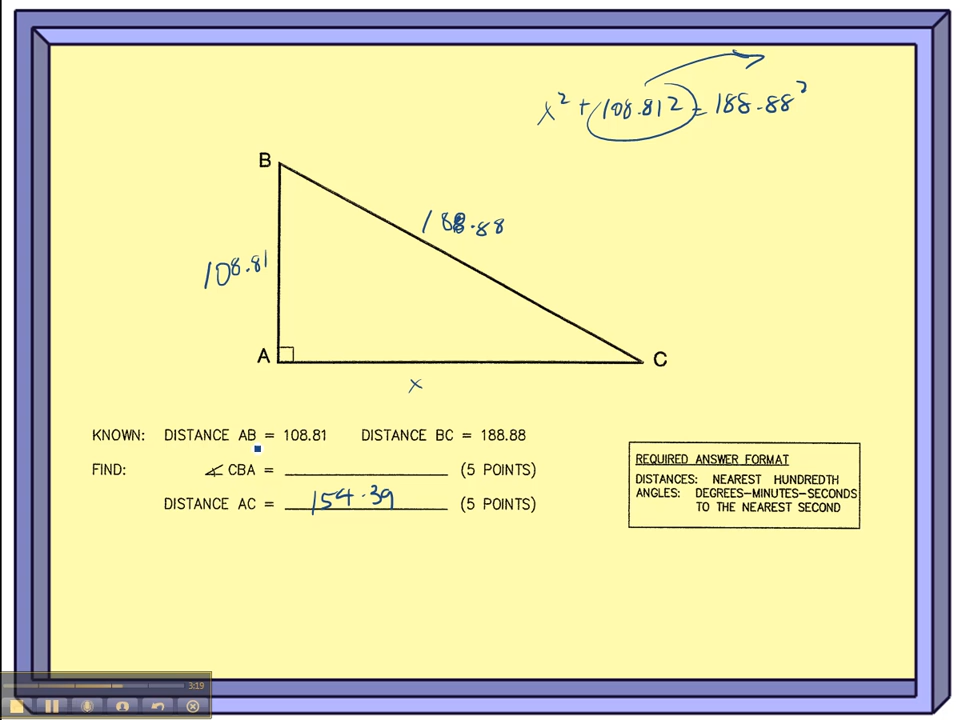 x² + 108.81² = 188.88²
B
188.88
108.81
A
C
x
KNOWN: DISTANCE AB = 108.81 DISTANCE BC = 188.88
FIND: ∡ CBA = ____________ (5 POINTS)
DISTANCE AC = 154.39 (5 POINTS)
REQUIRED ANSWER FORMAT
DISTANCES: NEAREST HUNDREDTH
ANGLES: DEGREES-MINUTES-SECONDS
TO THE NEAREST SECOND
3:19